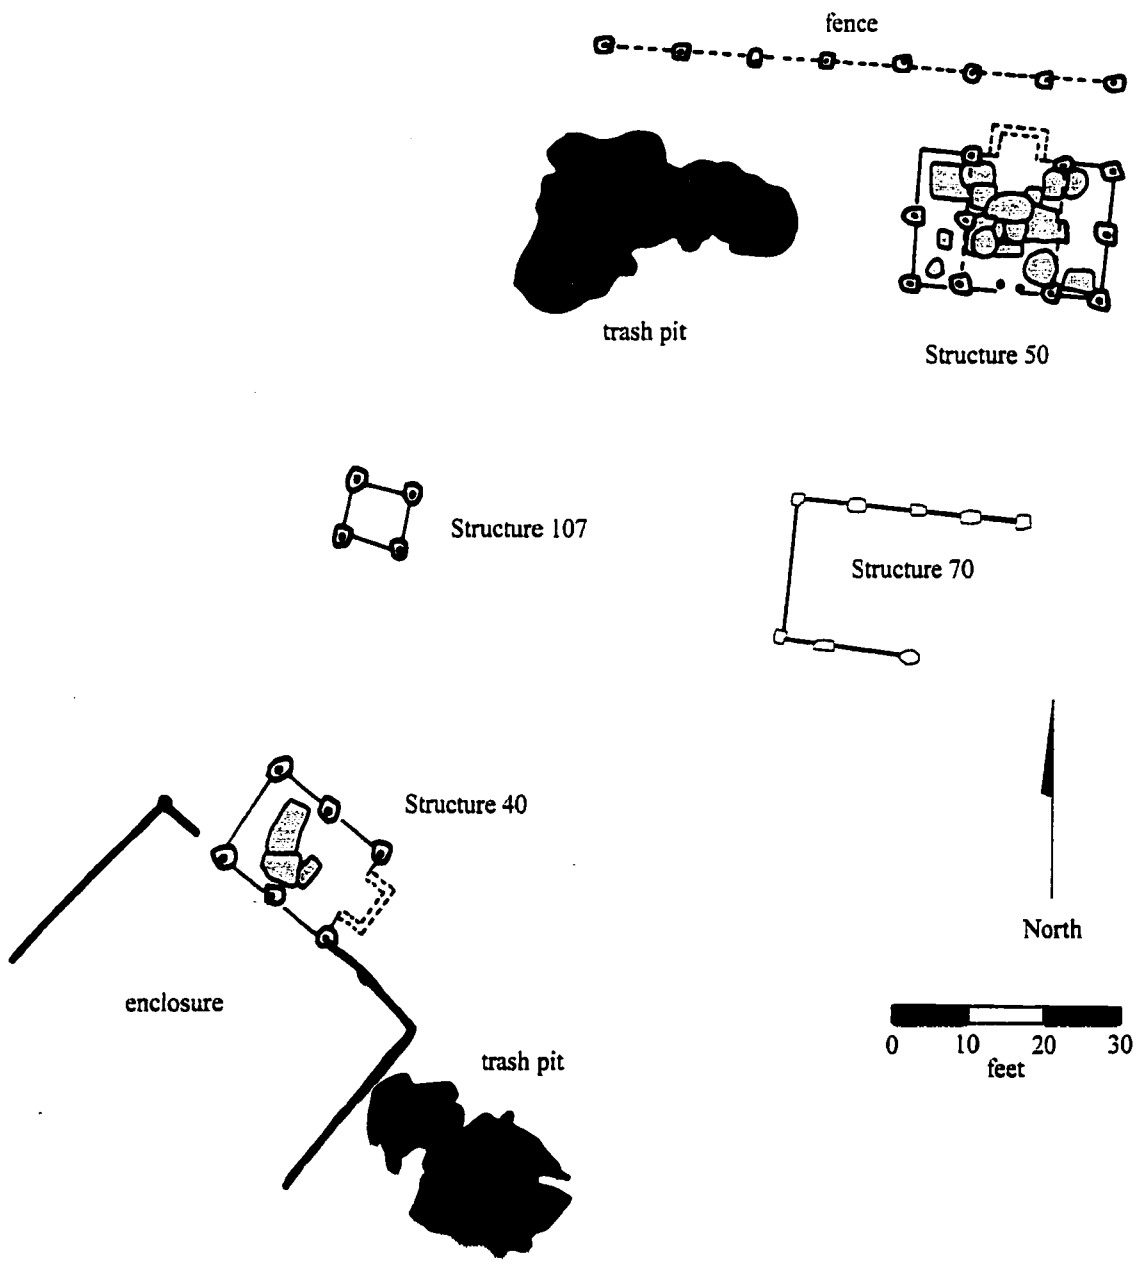 fence
trash pit
Structure 50
Structure 107
Structure 70
Structure 40
North
enclosure
0 10 20 30
feet
trash pit